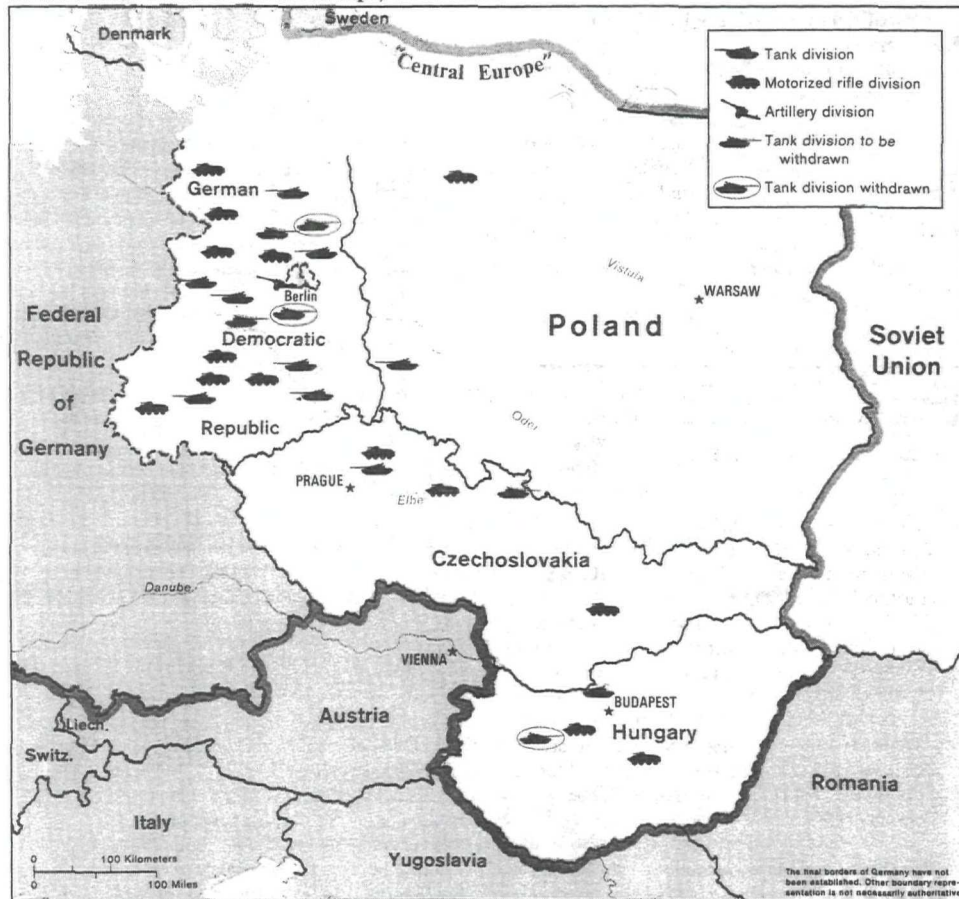 Denmark
Sweden
"Central Europe"
Tank division
Motorized rifle division
Artillery division
Tank division to be
withdrawn
Tank division withdrawn
German
Vistula
WARSAW
Berlin
Federal
Republic
of
Germany
Democratic
Republic
Poland
Soviet
Union
Oder
PRAGUE
Elbe
Czechoslovakia
Danube
VIENNA
BUDAPEST
Hungary
Austria
Liech.
Switz.
Italy
Romania
Yugoslavia
0 100 Kilometers
0 100 Miles
The final borders of Germany have not
been established. Other boundary repre-
sentation is not necessarily authoritative